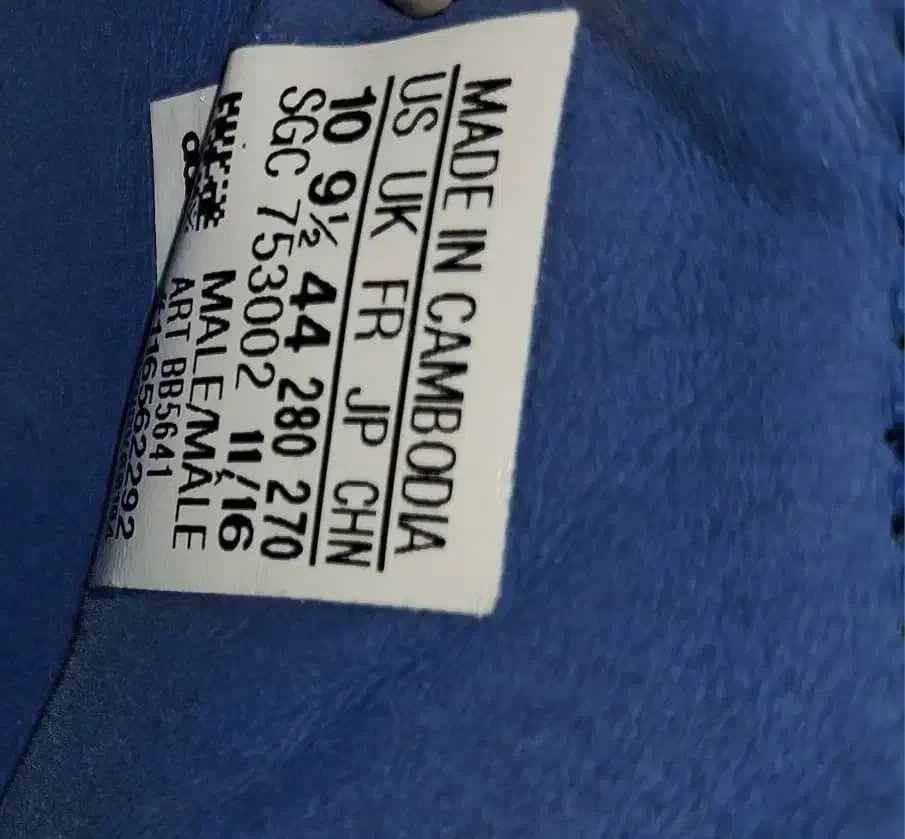 MADE IN CAMBODIA
US UK FR JP CHN
10 9½ 44 280 270
SGC 753002 11/16
MALE/MÂLE
ART BB5641